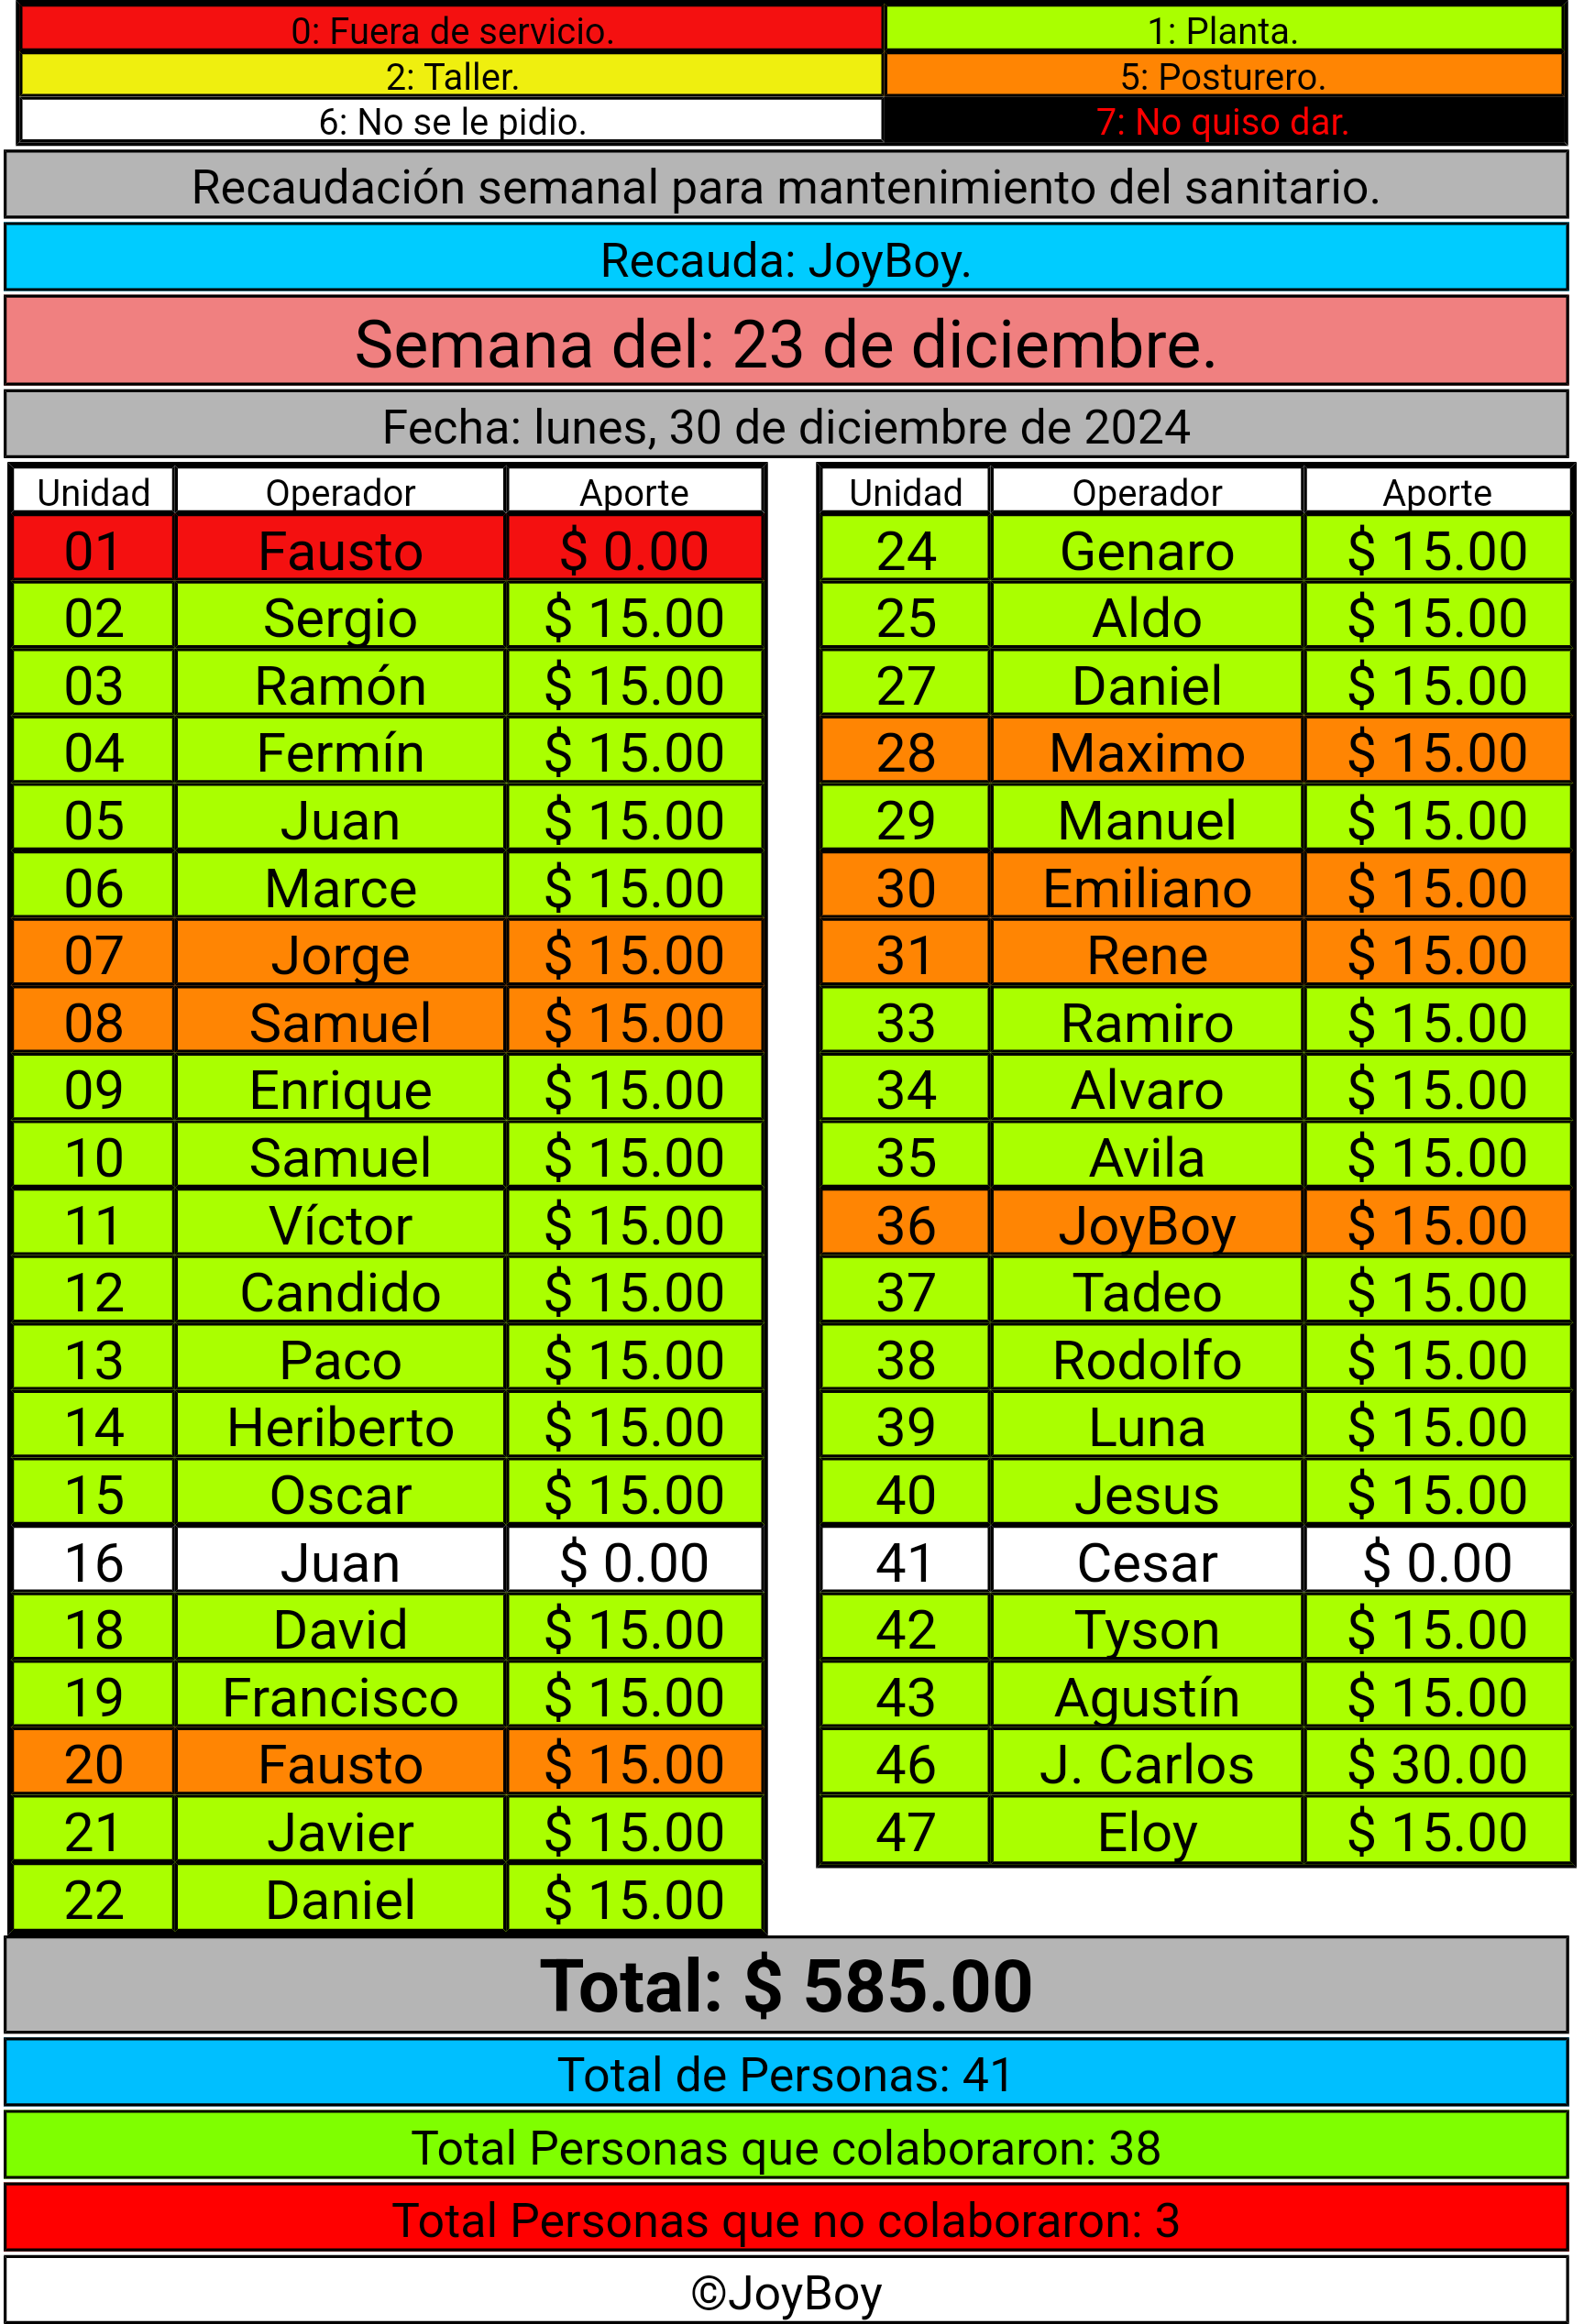 0: Fuera de servicio. 1: Planta.
2: Taller. 5: Posturero.
6: No se le pidio. 7: No quiso dar.
Recaudación semanal para mantenimiento del sanitario.
Recauda: JoyBoy.
Semana del: 23 de diciembre.
Fecha: lunes, 30 de diciembre de 2024
Unidad Operador Aporte
01 Fausto $ 0.00
02 Sergio $ 15.00
03 Ramón $ 15.00
04 Fermín $ 15.00
05 Juan $ 15.00
06 Marce $ 15.00
07 Jorge $ 15.00
08 Samuel $ 15.00
09 Enrique $ 15.00
10 Samuel $ 15.00
11 Víctor $ 15.00
12 Candido $ 15.00
13 Paco $ 15.00
14 Heriberto $ 15.00
15 Oscar $ 15.00
16 Juan $ 0.00
18 David $ 15.00
19 Francisco $ 15.00
20 Fausto $ 15.00
21 Javier $ 15.00
22 Daniel $ 15.00
Unidad Operador Aporte
24 Genaro $ 15.00
25 Aldo $ 15.00
27 Daniel $ 15.00
28 Maximo $ 15.00
29 Manuel $ 15.00
30 Emiliano $ 15.00
31 Rene $ 15.00
33 Ramiro $ 15.00
34 Alvaro $ 15.00
35 Avila $ 15.00
36 JoyBoy $ 15.00
37 Tadeo $ 15.00
38 Rodolfo $ 15.00
39 Luna $ 15.00
40 Jesus $ 15.00
41 Cesar $ 0.00
42 Tyson $ 15.00
43 Agustín $ 15.00
46 J. Carlos $ 30.00
47 Eloy $ 15.00
Total: $ 585.00
Total de Personas: 41
Total Personas que colaboraron: 38
Total Personas que no colaboraron: 3
©JoyBoy